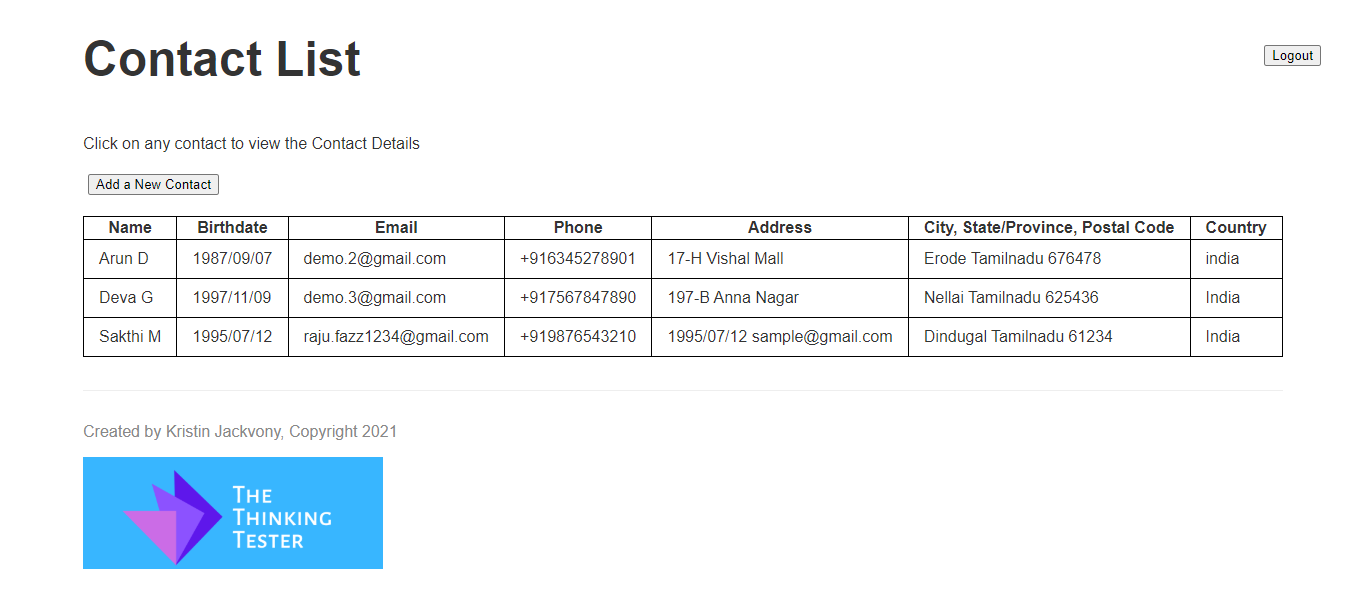 Contact List
Logout
Click on any contact to view the Contact Details
Add a New Contact
Name Birthdate Email Phone Address City, State/Province, Postal Code Country
Arun D 1987/09/07 demo.2@gmail.com +916345278901 17-H Vishal Mall Erode Tamilnadu 676478 india
Deva G 1997/11/09 demo.3@gmail.com +917567847890 197-B Anna Nagar Nellai Tamilnadu 625436 India
Sakthi M 1995/07/12 raju.fazz1234@gmail.com +919876543210 1995/07/12 sample@gmail.com Dindugal Tamilnadu 61234 India
Created by Kristin Jackvony, Copyright 2021
THE
THINKING
TESTER